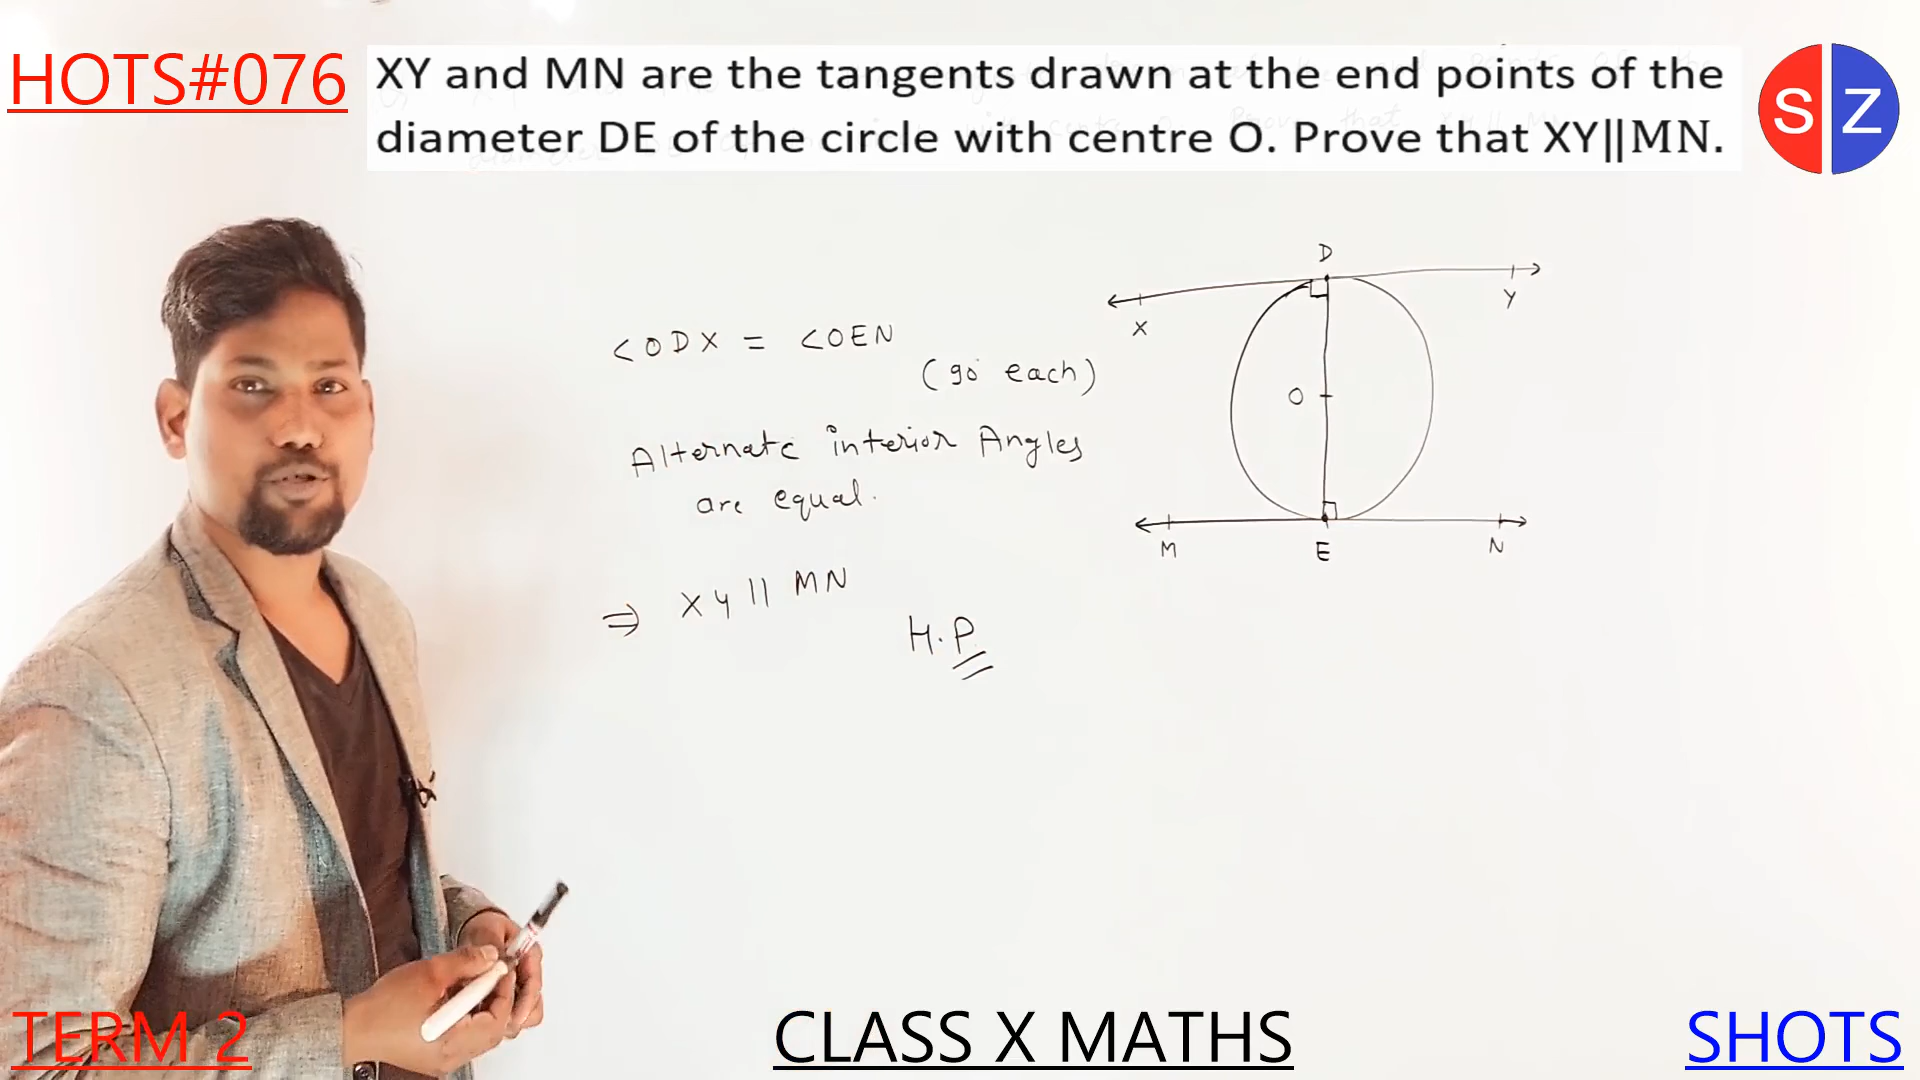 HOTS#076
XY and MN are the tangents drawn at the end points of the
diameter DE of the circle with centre O. Prove that XY||MN.
S Z
D
X
Y
<ODX = <OEN
(90° each)
O
Alternate interior Angles
are equal.
M
E
N
⇒ XY || MN
H.P
TERM 2
CLASS X MATHS
SHOTS